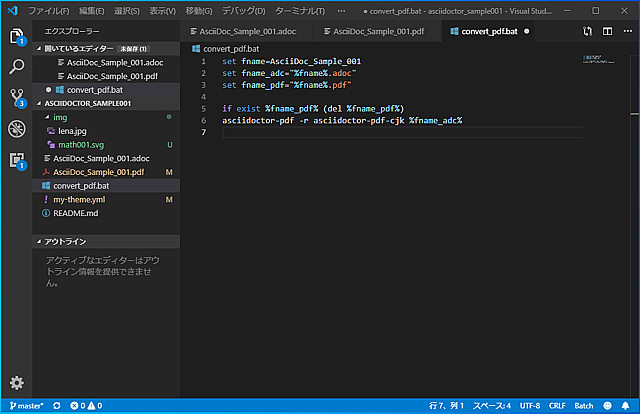 ファイル(F) 編集(E) 選択(S) 表示(V) 移動(G) デバッグ(D) ターミナル(T) ··· ● convert_pdf.bat - asciidoctor_sample001 - Visual Stud...
エクスプローラー
AsciiDoc_Sample_001.adoc AsciiDoc_Sample_001.pdf convert_pdf.bat ●
開いているエディター 未保存 (1)
AsciiDoc_Sample_001.adoc
AsciiDoc_Sample_001.pdf
● convert_pdf.bat
ASCIIDOCTOR_SAMPLE001
img
lena.jpg
math001.svg U
AsciiDoc_Sample_001.adoc
AsciiDoc_Sample_001.pdf M
convert_pdf.bat
my-theme.yml M
README.md
アウトライン
アクティブなエディターはアウ
トライン情報を提供できませ
ん。
1
3
1
convert_pdf.bat
1 set fname=AsciiDoc_Sample_001
2 set fname_adc="%fname%.adoc"
3 set fname_pdf="%fname%.pdf"
4
5 if exist %fname_pdf% (del %fname_pdf%)
6 asciidoctor-pdf -r asciidoctor-pdf-cjk %fname_adc%
7
master* 0 0 行 7、列 1 スペース: 4 UTF-8 CRLF Batch